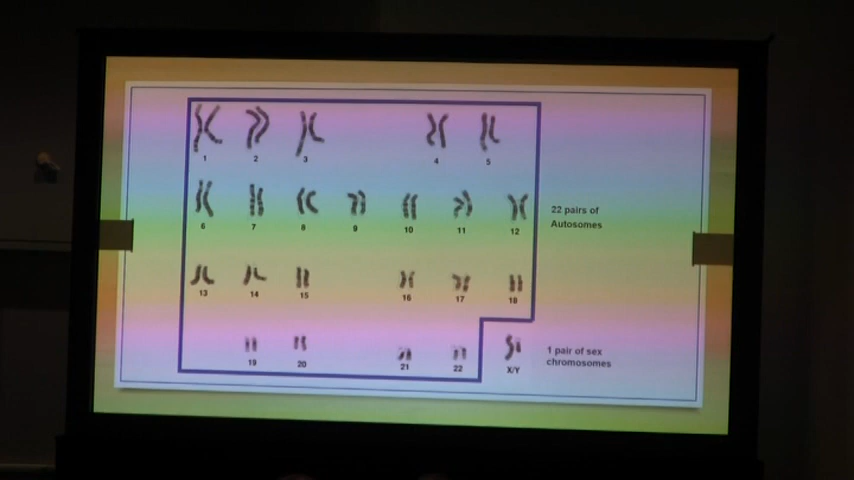 1 2 3 4 5
6 7 8 9 10 11 12
22 pairs of
Autosomes
13 14 15 16 17 18
19 20 21 22 X/Y
1 pair of sex
chromosomes